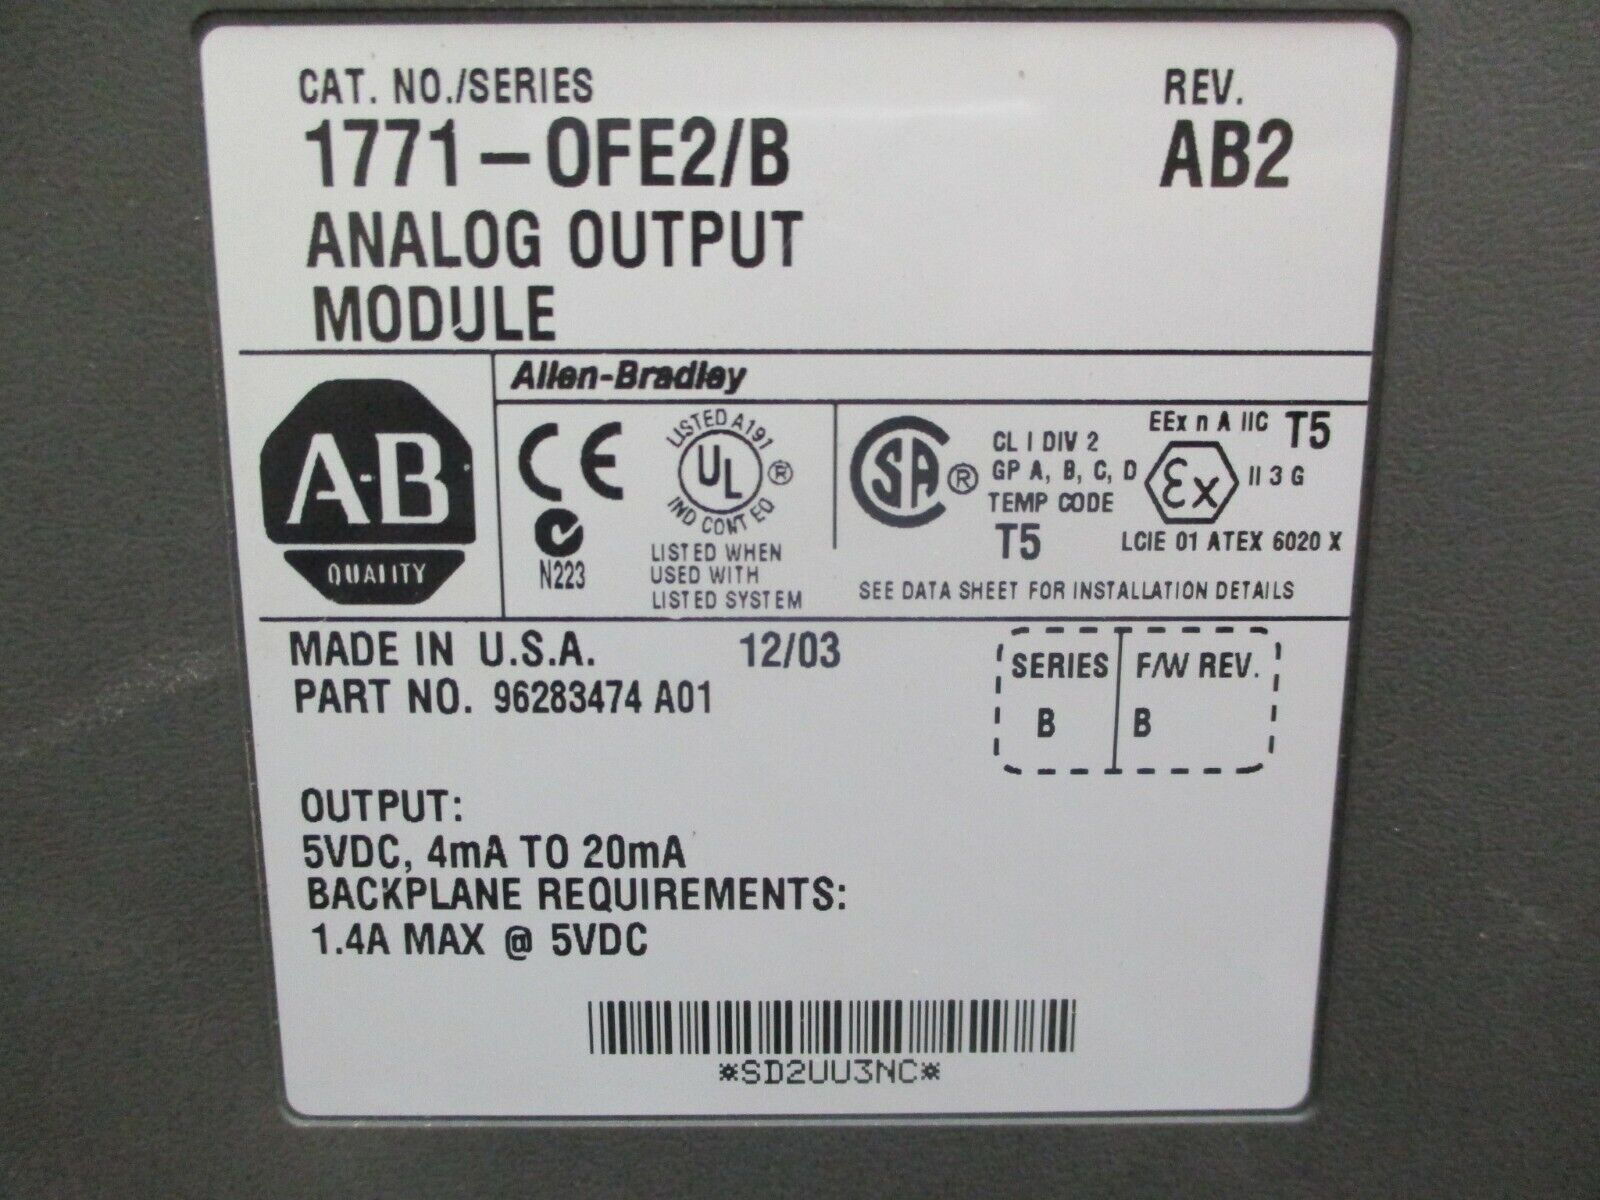 CAT. NO./SERIES
REV.
1771-OFE2/B
AB2
ANALOG OUTPUT
MODULE
Allen-Bradley
A-B
QUALITY
CE
N223
LISTED A191
UL
®
IND CONT EQ
LISTED WHEN
USED WITH
LISTED SYSTEM
SA
®
CL I DIV 2
GP A, B, C, D
TEMP CODE
T5
EEx n A IIC T5
Ex
II 3 G
LCIE 01 ATEX 6020 X
SEE DATA SHEET FOR INSTALLATION DETAILS
MADE IN U.S.A. 12/03
PART NO. 96283474 A01
SERIES F/W REV.
B B
OUTPUT:
5VDC, 4mA TO 20mA
BACKPLANE REQUIREMENTS:
1.4A MAX @ 5VDC
*SD2UU3NC*